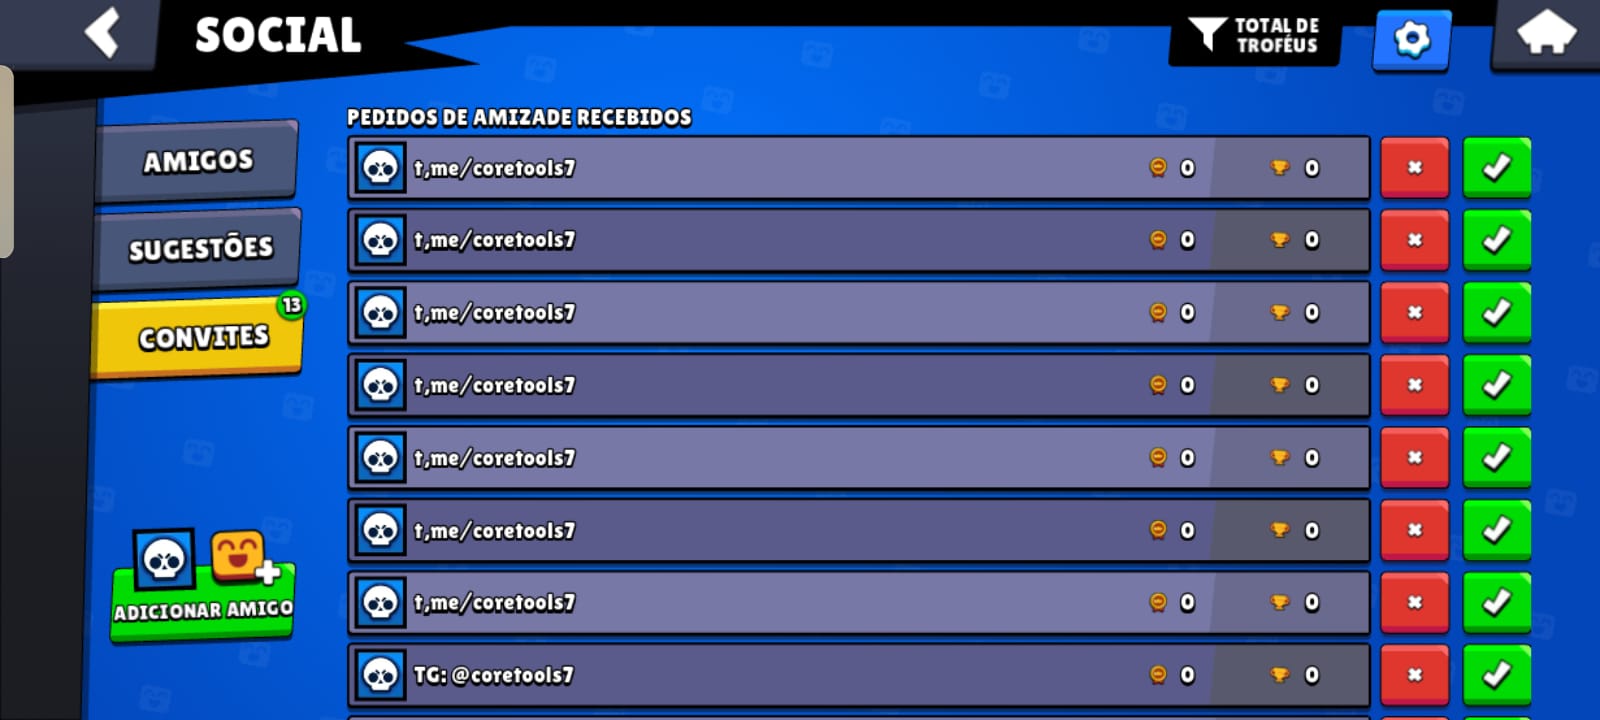 SOCIAL
TOTAL DE
TROFÉUS
PEDIDOS DE AMIZADE RECEBIDOS
AMIGOS
SUGESTÕES
13
CONVITES
ADICIONAR AMIGO
t,me/coretools7 0 0
t,me/coretools7 0 0
t,me/coretools7 0 0
t,me/coretools7 0 0
t,me/coretools7 0 0
t,me/coretools7 0 0
t,me/coretools7 0 0
TG: @coretools7 0 0